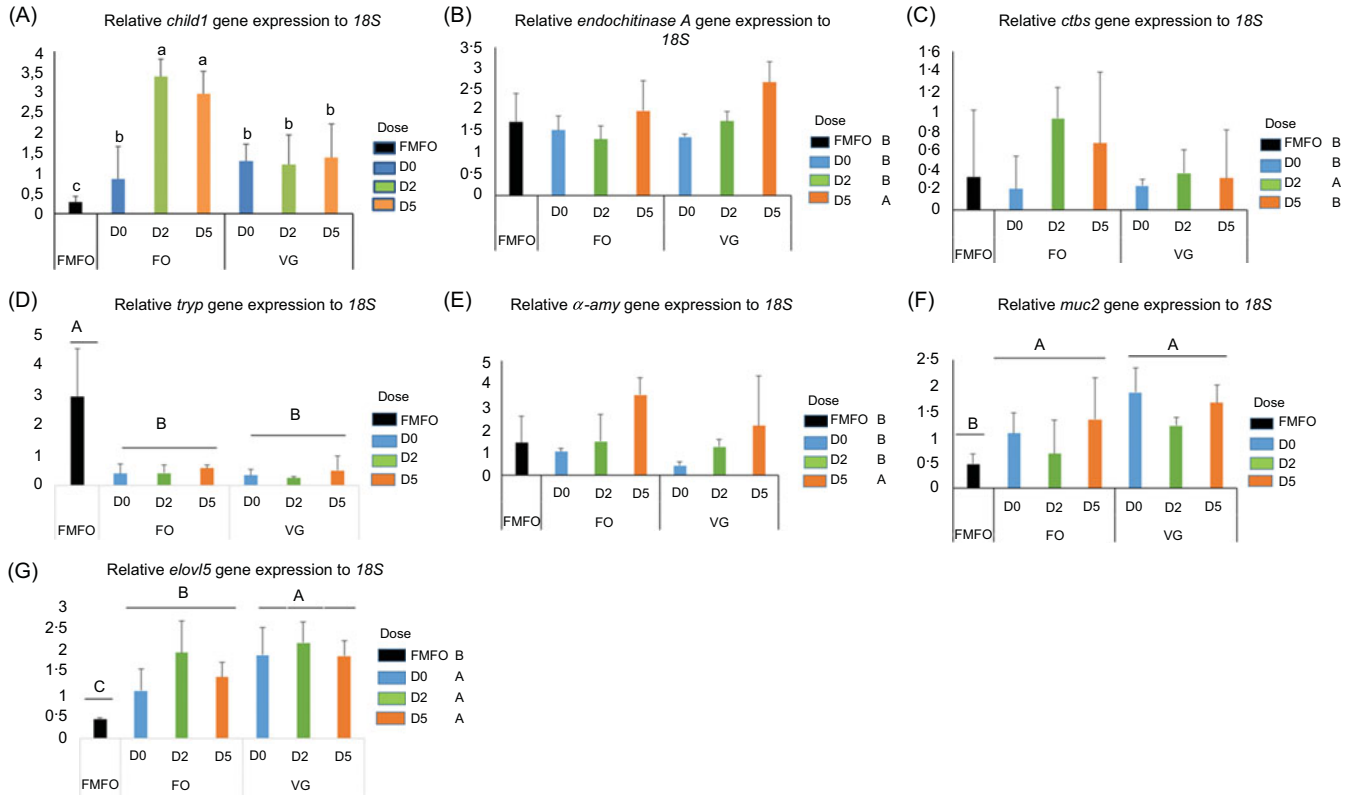 (A)
Relative child1 gene expression to 18S
4
3,5
3
2,5
2
1,5
1
0,5
0
c
b
a
a
b
b
b
Dose
FMFO
D0
D2
D5
D0
D2
D5
D0
D2
D5
FMFO
FO
VG
(B)
Relative endochitinase A gene expression to
18S
3·5
3
2·5
2
1·5
1
0·5
0
Dose
FMFO B
D0 B
D2 B
D5 A
D0
D2
D5
D0
D2
D5
FMFO
FO
VG
(C)
Relative ctbs gene expression to 18S
1·6
1·4
1·2
1
0·8
0·6
0·4
0·2
0
Dose
FMFO B
D0 B
D2 A
D5 B
D0
D2
D5
D0
D2
D5
FMFO
FO
VG
(D)
Relative tryp gene expression to 18S
5
4
3
2
1
0
A
B
B
Dose
FMFO
D0
D2
D5
D0
D2
D5
D0
D2
D5
FMFO
FO
VG
(E)
Relative α-amy gene expression to 18S
5
4
3
2
1
0
Dose
FMFO B
D0 B
D2 B
D5 A
D0
D2
D5
D0
D2
D5
FMFO
FO
VG
(F)
Relative muc2 gene expression to 18S
2·5
2
1·5
1
0·5
0
B
A
A
Dose
FMFO
D0
D2
D5
D0
D2
D5
D0
D2
D5
FMFO
FO
VG
(G)
Relative elovl5 gene expression to 18S
3
2·5
2
1·5
1
0·5
0
C
B
A
Dose
FMFO B
D0 A
D2 A
D5 A
D0
D2
D5
D0
D2
D5
FMFO
FO
VG